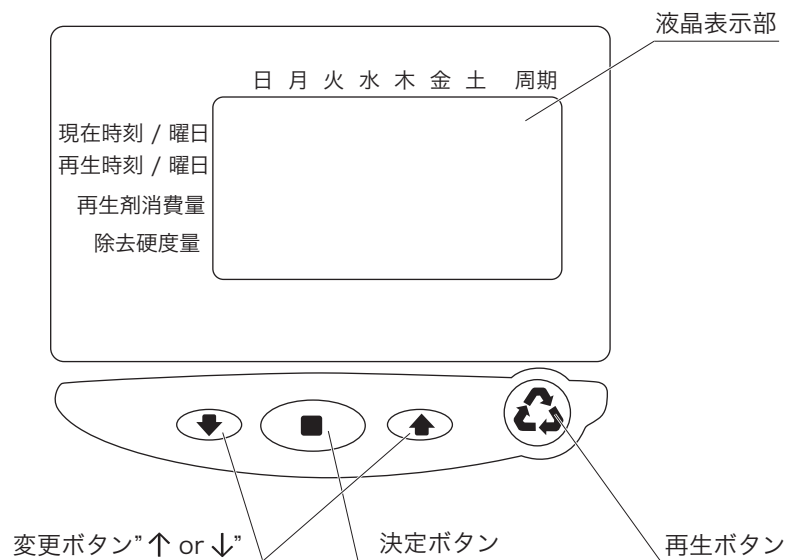 液晶表示部
日 月 火 水 木 金 土 周期
現在時刻 / 曜日
再生時刻 / 曜日
再生剤消費量
除去硬度量
変更ボタン”↑ or ↓” 決定ボタン 再生ボタン